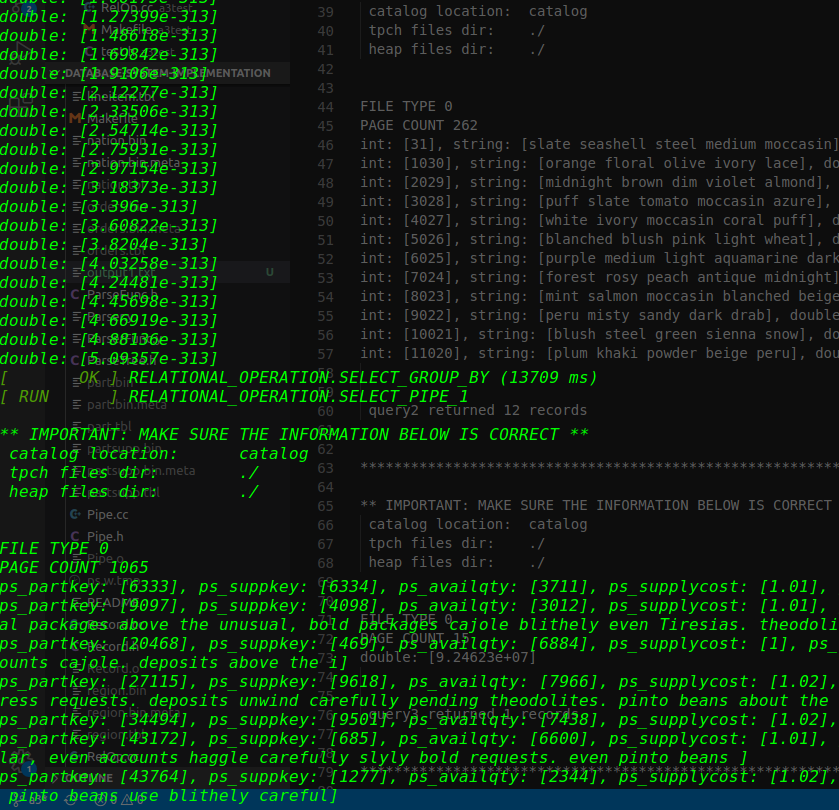 double: [1.27399e-313]
double: [1.48618e-313]
double: [1.69842e-313]
double: [1.9106e-313]
double: [2.12277e-313]
double: [2.33506e-313]
double: [2.54714e-313]
double: [2.75931e-313]
double: [2.97154e-313]
double: [3.18373e-313]
double: [3.396e-313]
double: [3.60822e-313]
double: [3.8204e-313]
double: [4.03258e-313]
double: [4.24481e-313]
double: [4.45698e-313]
double: [4.66919e-313]
double: [4.88136e-313]
double: [5.09357e-313]
[       OK ] RELATIONAL_OPERATION.SELECT_GROUP_BY (13709 ms)
[ RUN      ] RELATIONAL_OPERATION.SELECT_PIPE_1
** IMPORTANT: MAKE SURE THE INFORMATION BELOW IS CORRECT **
catalog location:       catalog
tpch files dir:         ./
heap files dir:         ./
FILE TYPE 0
PAGE COUNT 1065
ps_partkey: [6333], ps_suppkey: [6334], ps_availqty: [3711], ps_supplycost: [1.01],
ps_partkey: [9097], ps_suppkey: [4098], ps_availqty: [3012], ps_supplycost: [1.01],
al packages above the unusual, bold packages cajole blithely even Tiresias. theodoli
ps_partkey: [20468], ps_suppkey: [469], ps_availqty: [6884], ps_supplycost: [1], ps_
ounts cajole. deposits above the i]
ps_partkey: [27115], ps_suppkey: [9618], ps_availqty: [7966], ps_supplycost: [1.02],
ress requests. deposits unwind carefully pending theodolites. pinto beans about the
ps_partkey: [34494], ps_suppkey: [9501], ps_availqty: [7438], ps_supplycost: [1.02],
ps_partkey: [43172], ps_suppkey: [685], ps_availqty: [6600], ps_supplycost: [1.01],
lar, even accounts haggle carefully slyly bold requests. even pinto beans ]
ps_partkey: [43764], ps_suppkey: [1277], ps_availqty: [2344], ps_supplycost: [1.02],
pinto beans use blithely careful]
Makefile a3test
DATABASE SYSTEM IMPLEMENTATION
lineitem.tbl
Makefile
nation.bin
nation.bin.meta
U
part.bin
part.bin.meta
part.tbl
Pipe.cc
Pipe.h
Pipe.o
region.bin
39 catalog location:  catalog
40 tpch files dir:    ./
41 heap files dir:    ./
42
43
44 FILE TYPE 0
45 PAGE COUNT 262
46 int: [31], string: [slate seashell steel medium moccasin]
47 int: [1030], string: [orange floral olive ivory lace], do
48 int: [2029], string: [midnight brown dim violet almond],
49 int: [3028], string: [puff slate tomato moccasin azure],
50 int: [4027], string: [white ivory moccasin coral puff], d
51 int: [5026], string: [blanched blush pink light wheat], d
52 int: [6025], string: [purple medium light aquamarine dark
53 int: [7024], string: [forest rosy peach antique midnight]
54 int: [8023], string: [mint salmon moccasin blanched beige
55 int: [9022], string: [peru misty sandy dark drab], double
56 int: [10021], string: [blush steel green sienna snow], do
57 int: [11020], string: [plum khaki powder beige peru], dou
60 query2 returned 12 records
62
63 *********************************************************
64
65 ** IMPORTANT: MAKE SURE THE INFORMATION BELOW IS CORRECT
66 catalog location:  catalog
67 tpch files dir:    ./
68 heap files dir:    ./
FILE TYPE 0
72 PAGE COUNT 15
73 double: [9.24623e+07]
76 query3 returned 1 records
79